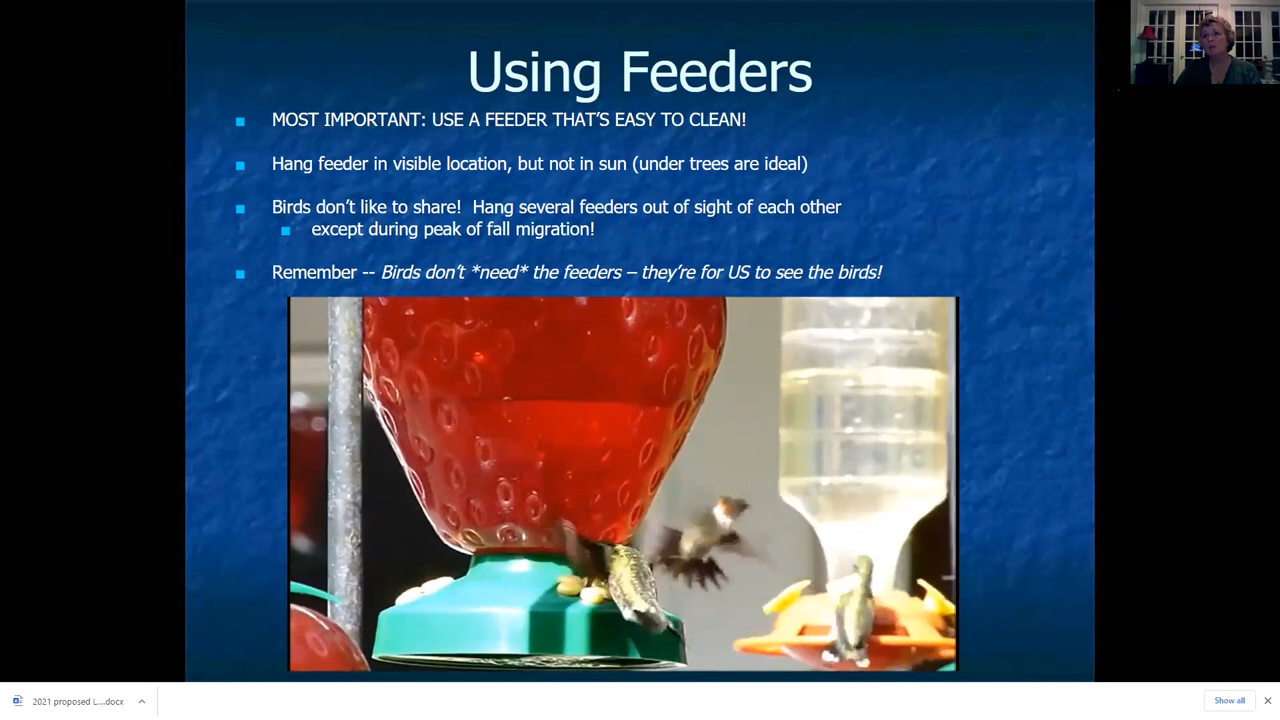 Using Feeders
MOST IMPORTANT: USE A FEEDER THAT'S EASY TO CLEAN!
Hang feeder in visible location, but not in sun (under trees are ideal)
Birds don't like to share! Hang several feeders out of sight of each other
except during peak of fall migration!
Remember -- Birds don't *need* the feeders – they're for US to see the birds!
2021 proposed L....docx
Show all